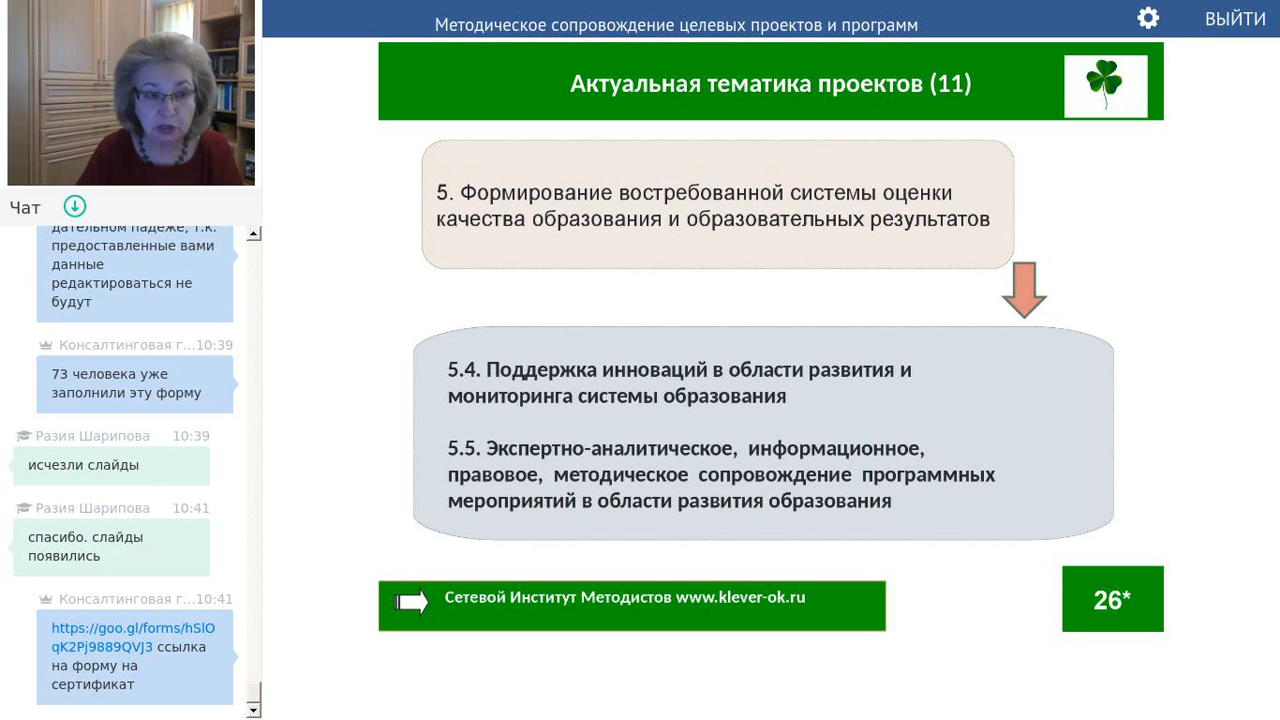 Методическое сопровождение целевых проектов и программ
ВЫЙТИ
Актуальная тематика проектов (11)
5. Формирование востребованной системы оценки
качества образования и образовательных результатов
5.4. Поддержка инноваций в области развития и
мониторинга системы образования
5.5. Экспертно-аналитическое, информационное,
правовое, методическое сопровождение программных
мероприятий в области развития образования
Сетевой Институт Методистов www.klever-ok.ru
26*
Чат
дательном падеже, т.к.
предоставленные вами
данные
редактироваться не
будут
Консалтинговая г...10:39
73 человека уже
заполнили эту форму
Разия Шарипова 10:39
исчезли слайды
Разия Шарипова 10:41
спасибо. слайды
появились
Консалтинговая г...10:41
https://goo.gl/forms/hSlO
qK2Pj9889QVJ3 ссылка
на форму на
сертификат